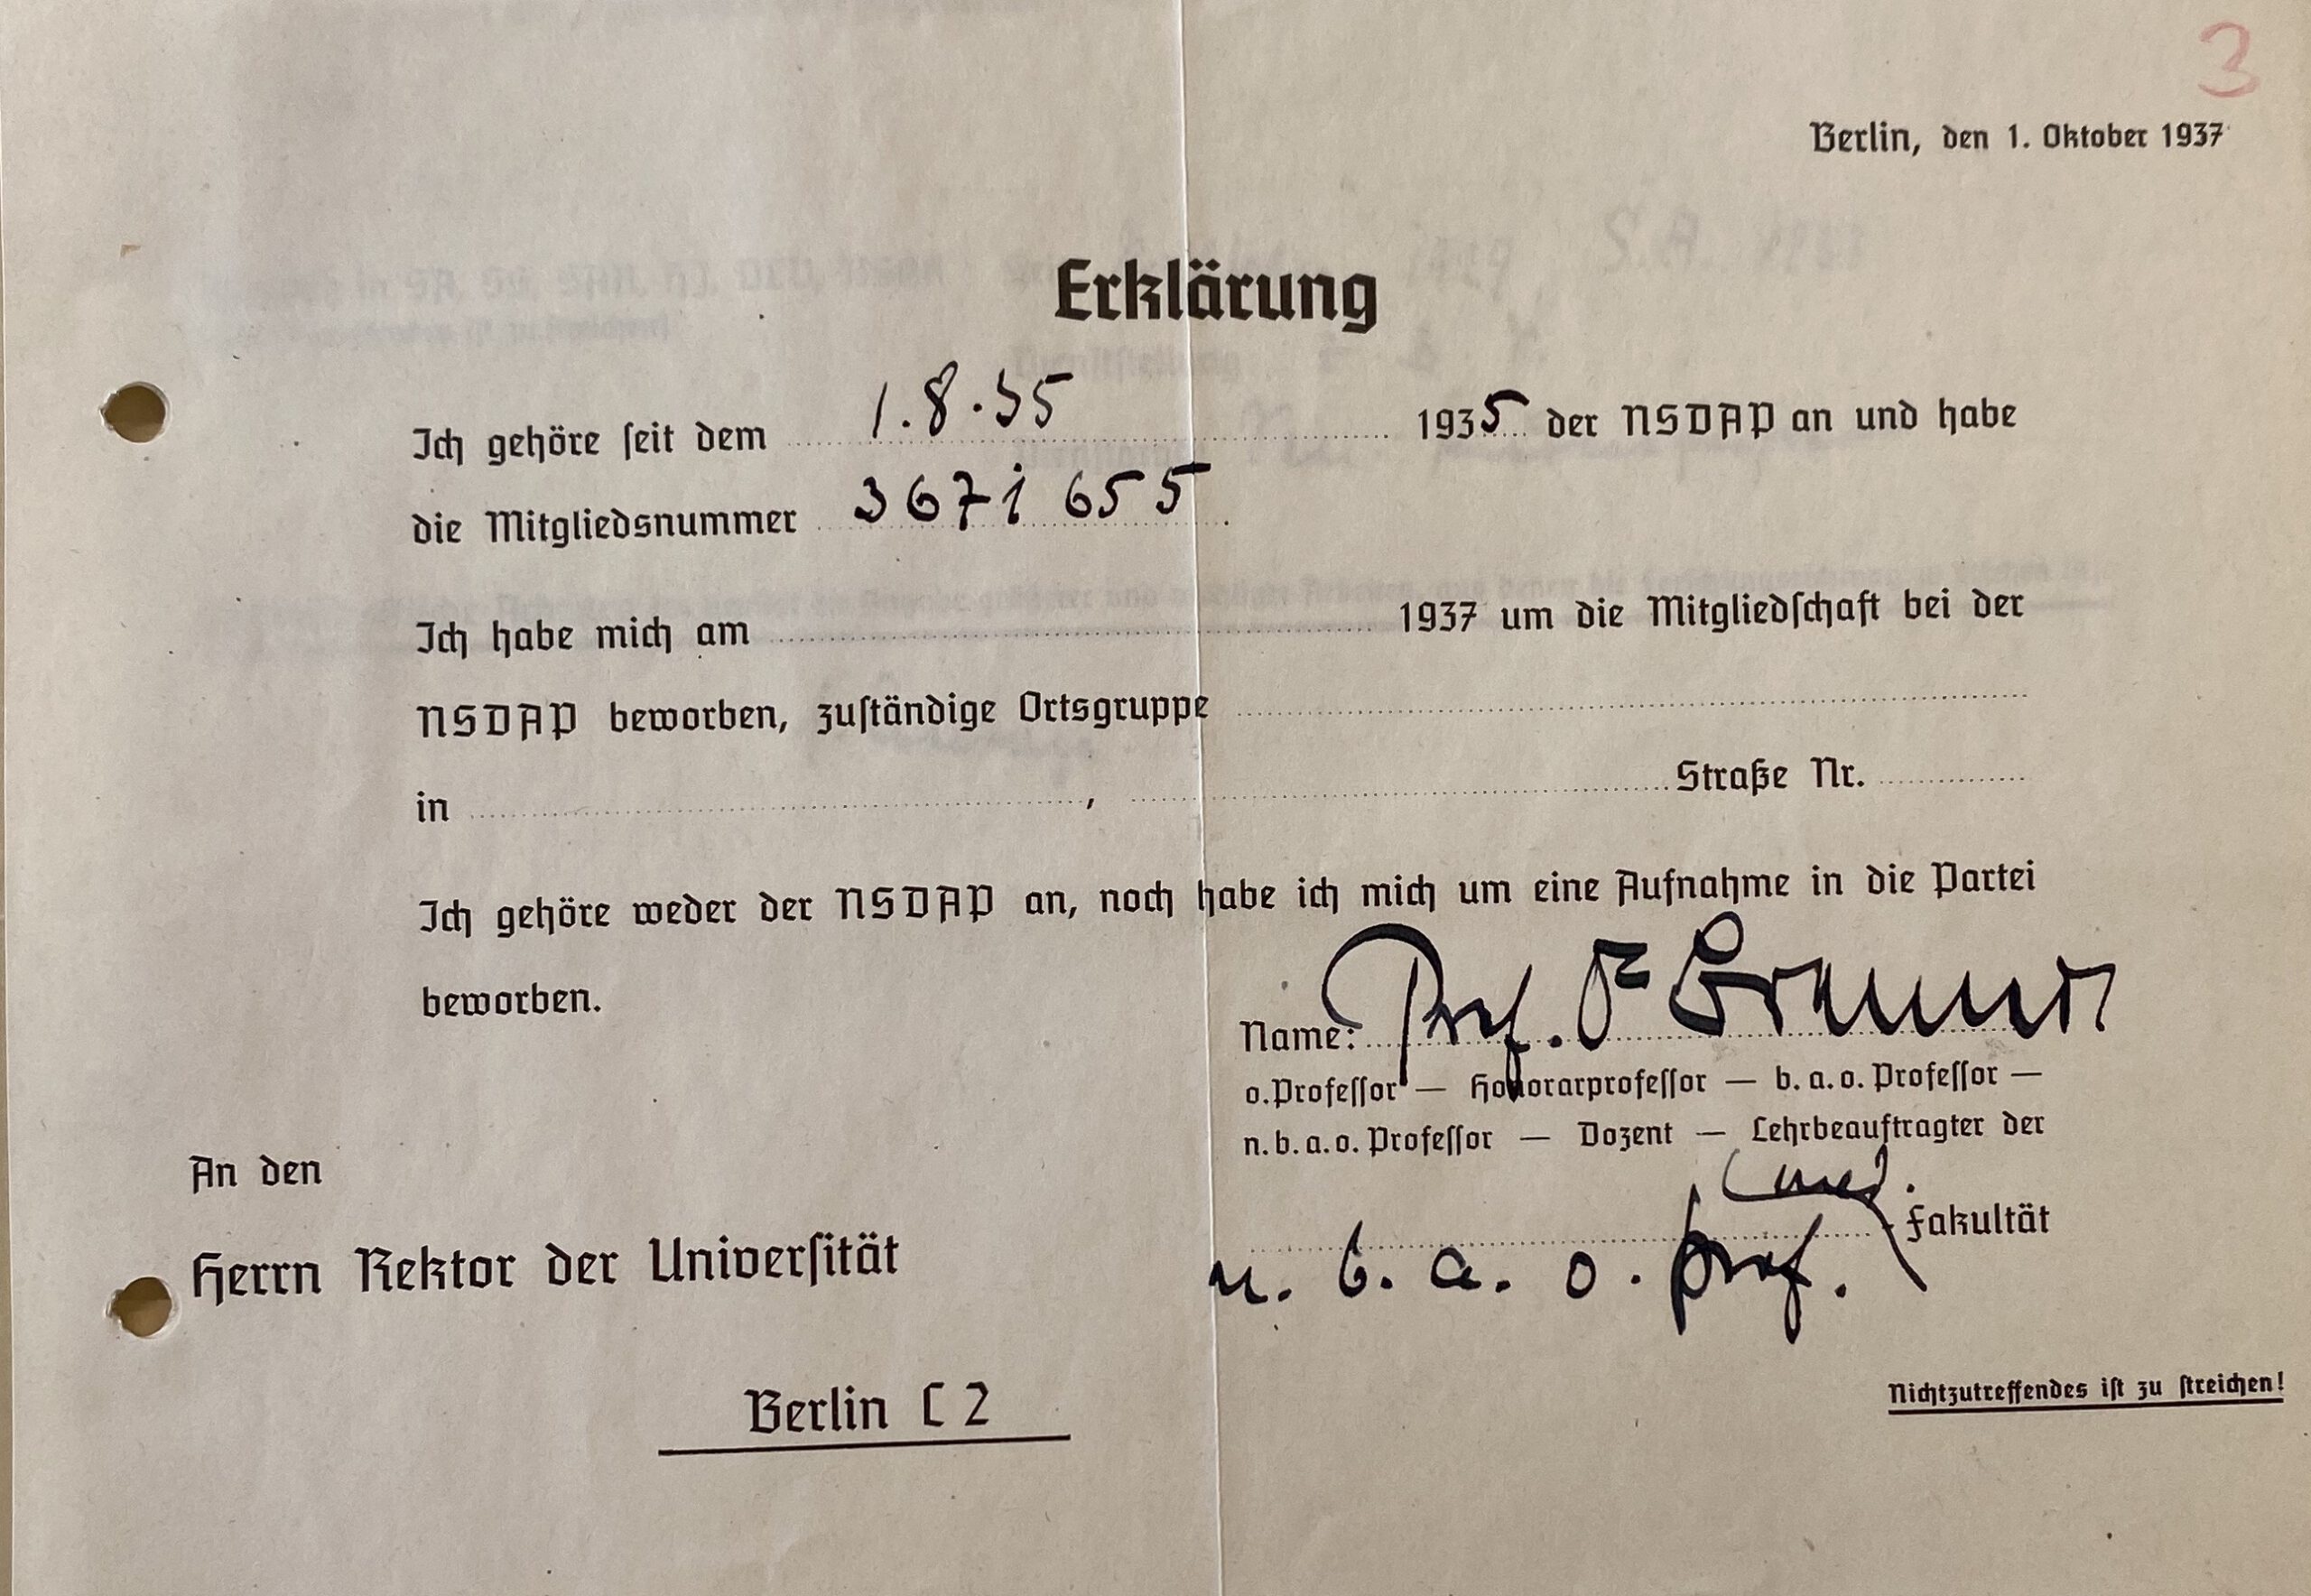 3
Berlin, den 1. Oktober 1937
Erklärung
Ich gehöre seit dem 1.8.35 1935 der NSDAP an und habe
die Mitgliedsnummer 3671655.
Ich habe mich am 1937 um die Mitgliedschaft bei der
NSDAP beworben, zuständige Ortsgruppe
in , Straße Nr.
Ich gehöre weder der NSDAP an, noch habe ich mich um eine Aufnahme in die Partei
beworben.
Name: Prof.
o. Professor — Honorarprofessor — b. a. o. Professor —
n. b. a. o. Professor — Dozent — Lehrbeauftragter der
med. Fakultät
n. b. a. o. Prof.
An den
Herrn Rektor der Universität
Berlin C 2
Nichtzutreffendes ist zu streichen!